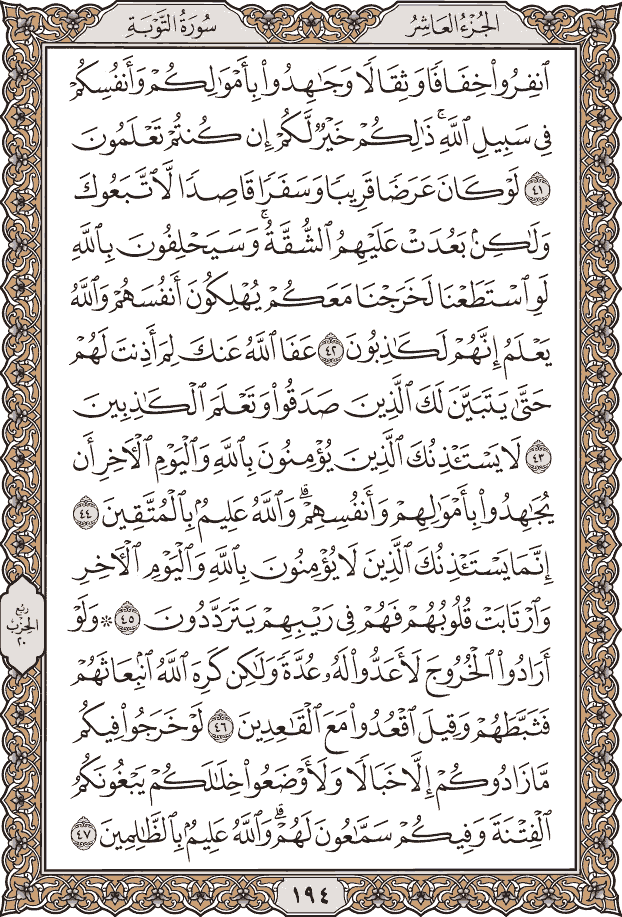 الجُزْءُ العَاشِرُ
سُورَةُ التَّوْبَةِ
ٱنفِرُوا۟ خِفَافًا وَثِقَالًا وَجَٰهِدُوا۟ بِأَمْوَٰلِكُمْ وَأَنفُسِكُمْ
فِى سَبِيلِ ٱللَّهِ ۚ ذَٰلِكُمْ خَيْرٌ لَّكُمْ إِن كُنتُمْ تَعْلَمُونَ
٤١ لَوْ كَانَ عَرَضًا قَرِيبًا وَسَفَرًا قَاصِدًا لَّٱتَّبَعُوكَ
وَلَٰكِنۢ بَعُدَتْ عَلَيْهِمُ ٱلشُّقَّةُ ۚ وَسَيَحْلِفُونَ بِٱللَّهِ
لَوِ ٱسْتَطَعْنَا لَخَرَجْنَا مَعَكُمْ يُهْلِكُونَ أَنفُسَهُمْ وَٱللَّهُ
يَعْلَمُ إِنَّهُمْ لَكَٰذِبُونَ ٤٢ عَفَا ٱللَّهُ عَنكَ لِمَ أَذِنتَ لَهُمْ
حَتَّىٰ يَتَبَيَّنَ لَكَ ٱلَّذِينَ صَدَقُوا۟ وَتَعْلَمَ ٱلْكَٰذِبِينَ
٤٣ لَا يَسْتَـْٔذِنُكَ ٱلَّذِينَ يُؤْمِنُونَ بِٱللَّهِ وَٱلْيَوْمِ ٱلْـَٔاخِرِ أَن
يُجَٰهِدُوا۟ بِأَمْوَٰلِهِمْ وَأَنفُسِهِمْ ۗ وَٱللَّهُ عَلِيمٌۢ بِٱلْمُتَّقِينَ ٤٤
إِنَّمَا يَسْتَـْٔذِنُكَ ٱلَّذِينَ لَا يُؤْمِنُونَ بِٱللَّهِ وَٱلْيَوْمِ ٱلْـَٔاخِرِ
وَٱرْتَابَتْ قُلُوبُهُمْ فَهُمْ فِى رَيْبِهِمْ يَتَرَدَّدُونَ ٤٥ ۞ وَلَوْ
أَرَادُوا۟ ٱلْخُرُوجَ لَأَعَدُّوا۟ لَهُۥ عُدَّةً وَلَٰكِن كَرِهَ ٱللَّهُ ٱنۢبِعَاثَهُمْ
فَثَبَّطَهُمْ وَقِيلَ ٱقْعُدُوا۟ مَعَ ٱلْقَٰعِدِينَ ٤٦ لَوْ خَرَجُوا۟ فِيكُم
مَّا زَادُوكُمْ إِلَّا خَبَالًا وَلَأَوْضَعُوا۟ خِلَٰلَكُمْ يَبْغُونَكُمُ
ٱلْفِتْنَةَ وَفِيكُمْ سَمَّٰعُونَ لَهُمْ ۗ وَٱللَّهُ عَلِيمٌۢ بِٱلظَّٰلِمِينَ ٤٧
رُبع
الحِزْب
٢٠
١٩٤